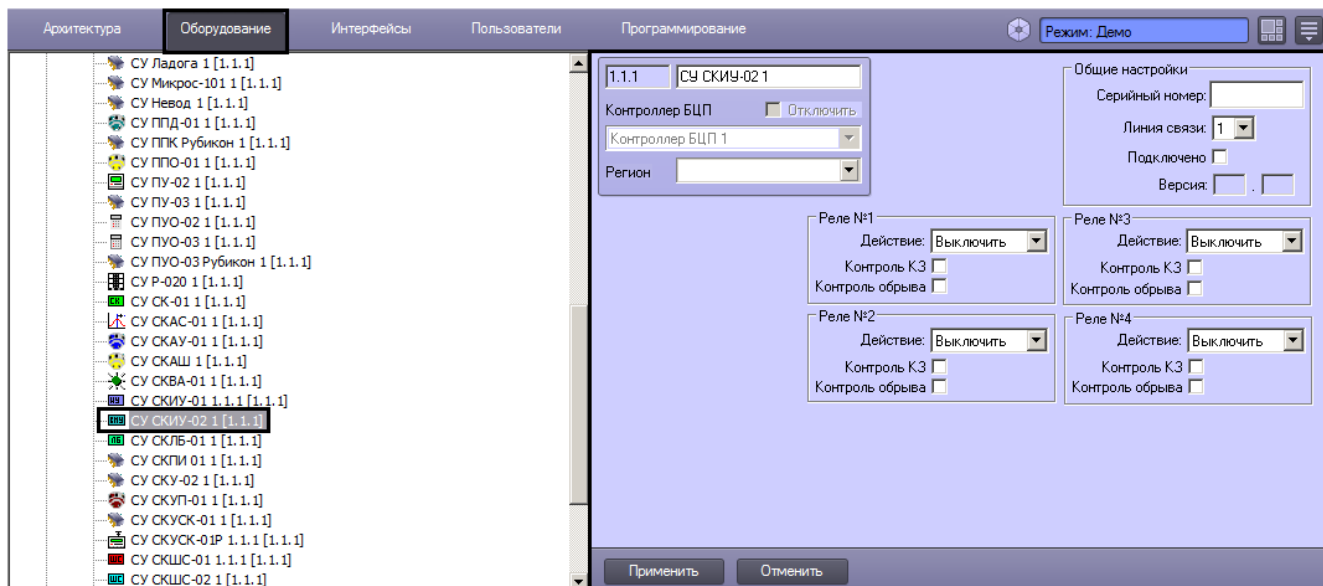 Архитектура Оборудование Интерфейсы Пользователи Программирование Режим: Демо
СУ Ладога 1 [1.1.1]
СУ Микрос-101 1 [1.1.1]
СУ Невод 1 [1.1.1]
СУ ППД-01 1 [1.1.1]
СУ ППК Рубикон 1 [1.1.1]
СУ ППО-01 1 [1.1.1]
СУ ПУ-02 1 [1.1.1]
СУ ПУ-03 1 [1.1.1]
СУ ПУО-02 1 [1.1.1]
СУ ПУО-03 1 [1.1.1]
СУ ПУО-03 Рубикон 1 [1.1.1]
СУ Р-020 1 [1.1.1]
СК СУ СК-01 1 [1.1.1]
СУ СКАС-01 1 [1.1.1]
СУ СКАУ-01 1 [1.1.1]
СУ СКАШ 1 [1.1.1]
СУ СКВА-01 1 [1.1.1]
ИУ СУ СКИУ-01 1.1.1 [1.1.1]
СУ СКИУ-02 1 [1.1.1]
ЛБ СУ СКЛБ-01 1 [1.1.1]
СУ СКПИ 01 1 [1.1.1]
СУ СКУ-02 1 [1.1.1]
СУ СКУП-01 1 [1.1.1]
СУ СКУСК-01 1 [1.1.1]
СУ СКУСК-01Р 1.1.1 [1.1.1]
ШС СУ СКШС-01 1.1.1 [1.1.1]
ШС СУ СКШС-02 1 [1.1.1]
1.1.1 СУ СКИУ-02 1
Контроллер БЦП Отключить
Контроллер БЦП 1
Регион
Общие настройки
Серийный номер:
Линия связи: 1
Подключено
Версия: .
Реле №1
Действие: Выключить
Контроль КЗ
Контроль обрыва
Реле №3
Действие: Выключить
Контроль КЗ
Контроль обрыва
Реле №2
Действие: Выключить
Контроль КЗ
Контроль обрыва
Реле №4
Действие: Выключить
Контроль КЗ
Контроль обрыва
Применить Отменить